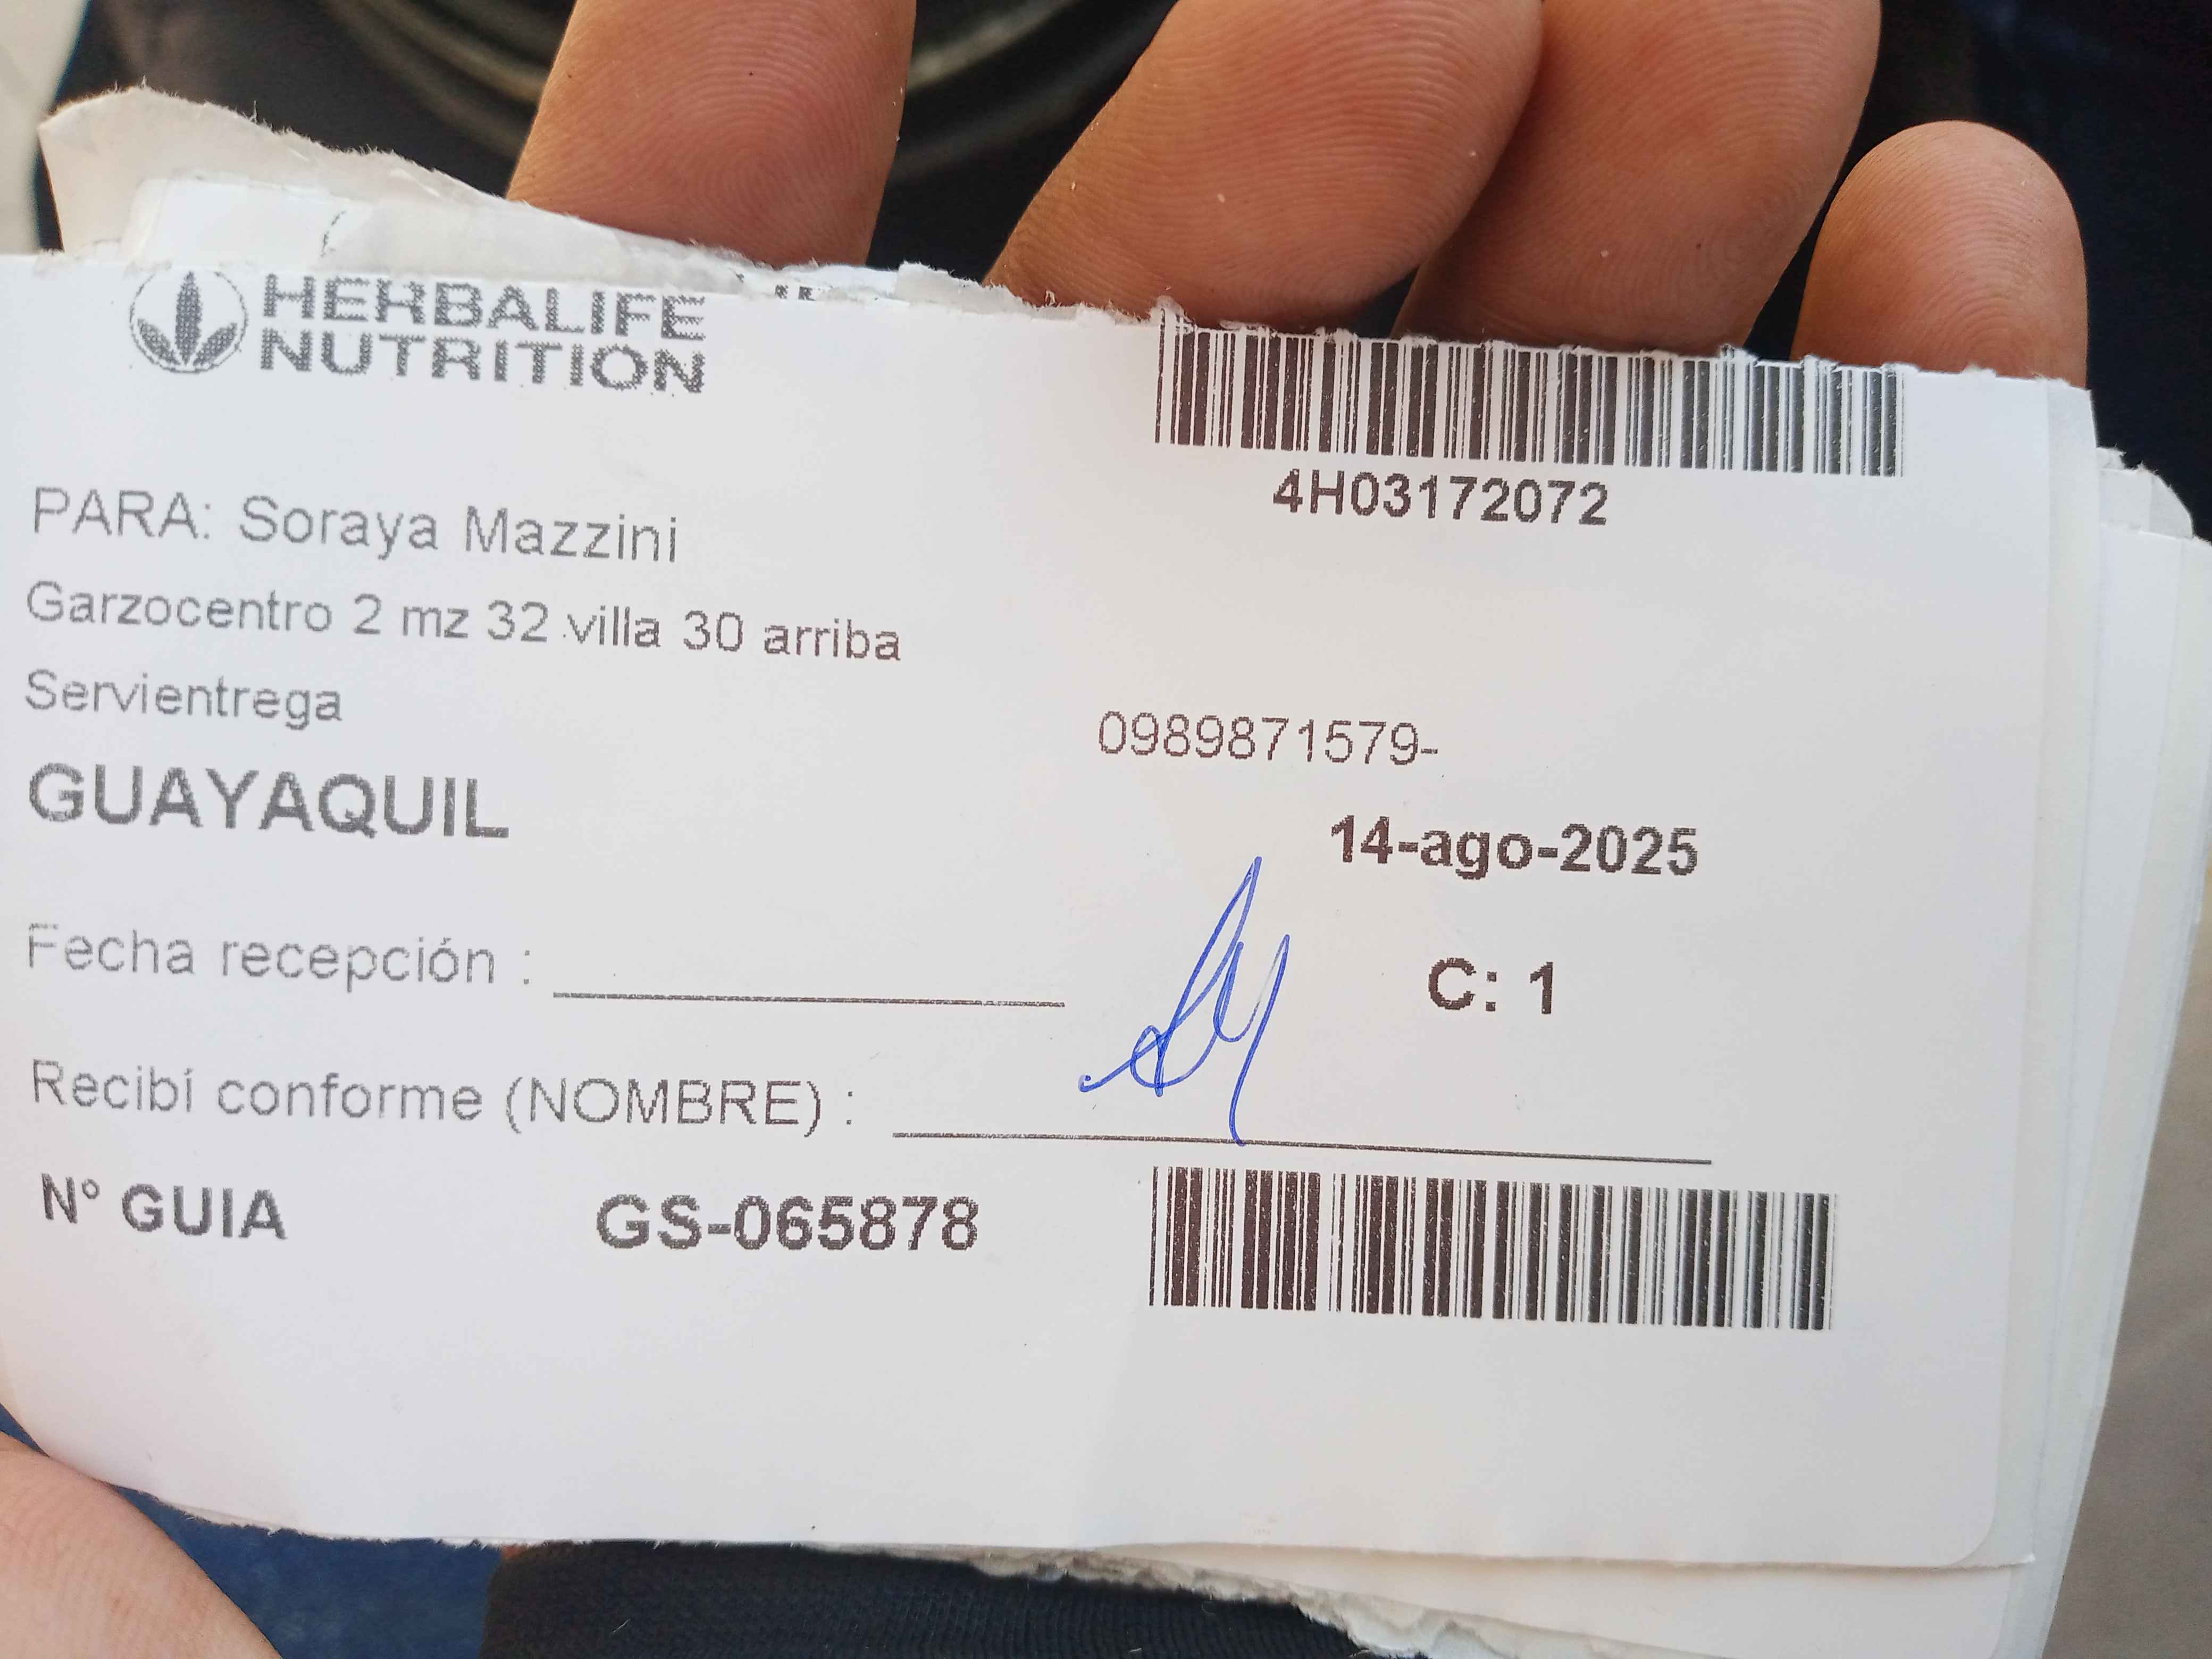 HERBALIFE
NUTRITION
4H03172072
PARA: Soraya Mazzini
Garzocentro 2 mz 32 villa 30 arriba
Servientrega
0989871579-
GUAYAQUIL
14-ago-2025
Fecha recepción :
C: 1
Recibí conforme (NOMBRE) :
N° GUIA GS-065878